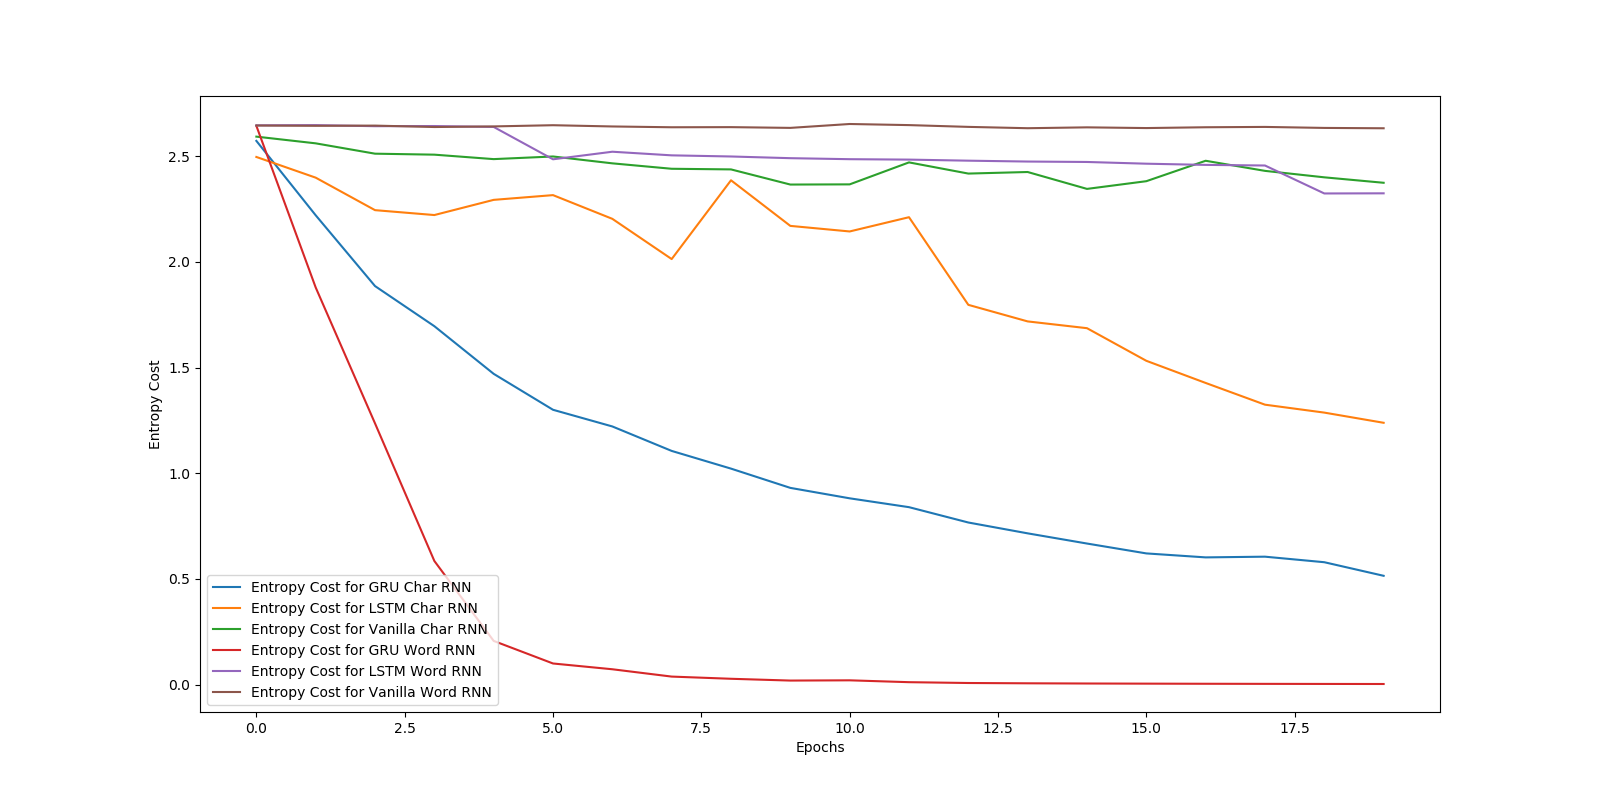 Entropy Cost
2.5
2.0
1.5
1.0
0.5
0.0
Entropy Cost for GRU Char RNN
Entropy Cost for LSTM Char RNN
Entropy Cost for Vanilla Char RNN
Entropy Cost for GRU Word RNN
Entropy Cost for LSTM Word RNN
Entropy Cost for Vanilla Word RNN
0.0 2.5 5.0 7.5 10.0 12.5 15.0 17.5
Epochs